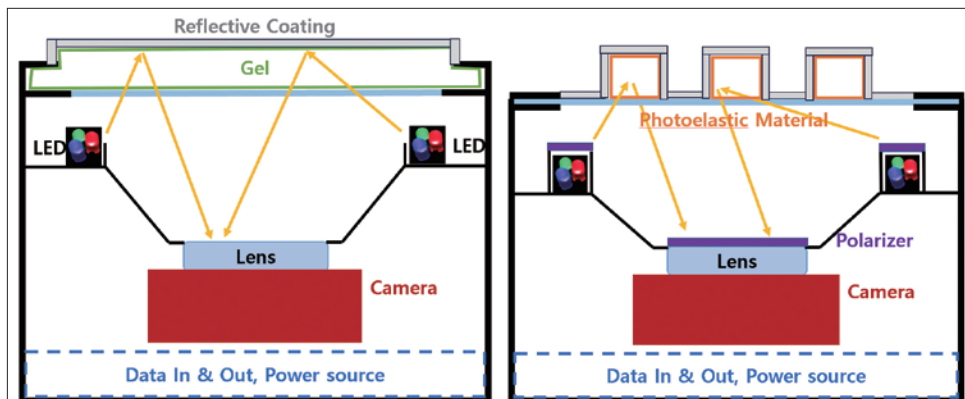 Reflective Coating
Gel
LED
LED
Lens
Camera
Data In & Out, Power source
Photoelastic Material
Polarizer
Lens
Camera
Data In & Out, Power source